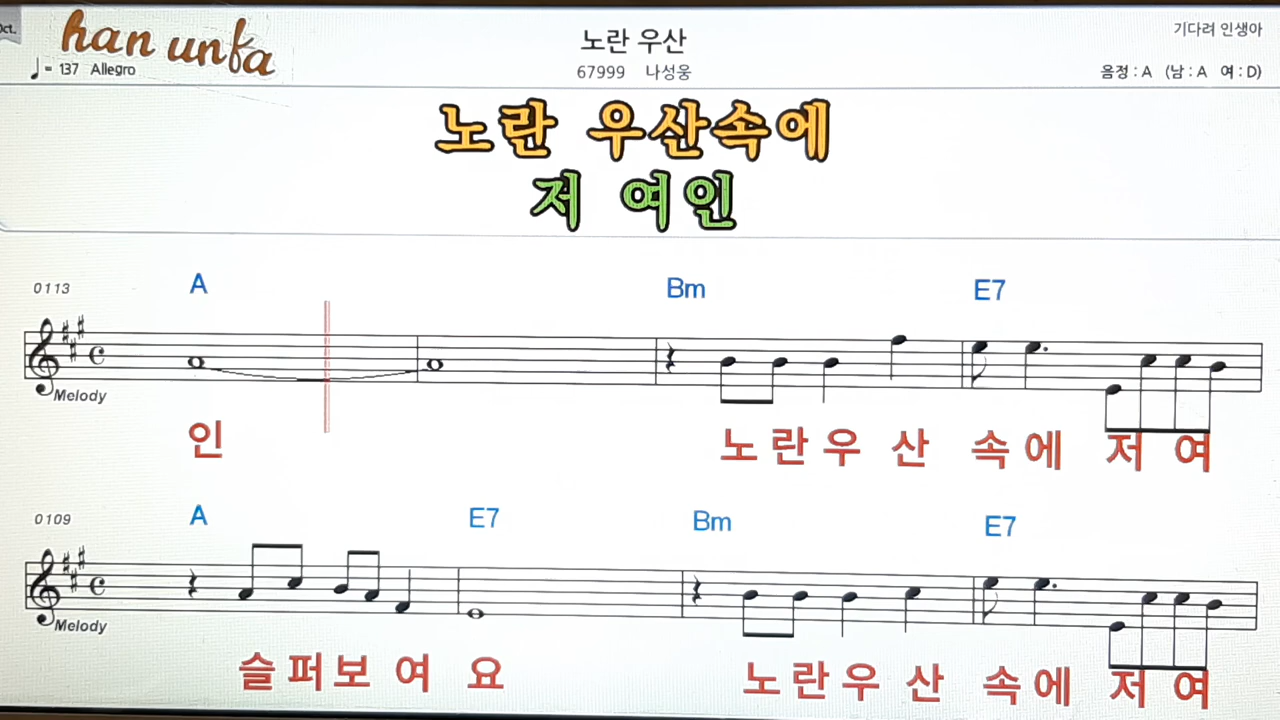 Oct.
han unfa
노란 우산
기다려 인생아
♩= 137 Allegro
67999 나성웅
음정 : A (남 : A 여 : D)
노란 우산속에
저 여인
0113
A Bm E7
Melody
인 노 란 우 산 속 에 저 여
0109
A E7 Bm E7
Melody
슬 퍼 보 여 요 노 란 우 산 속 에 저 여